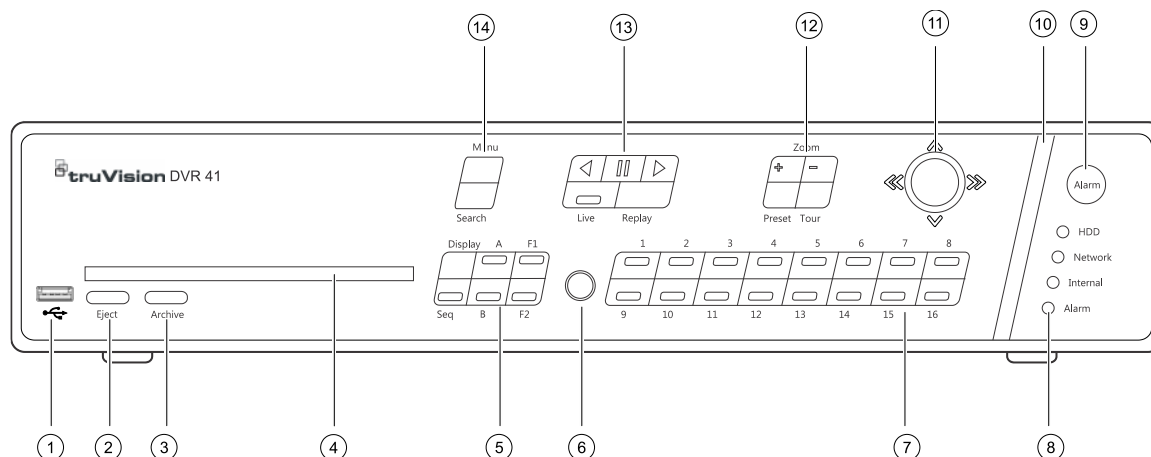 14 13 12 11 10 9
Menu Zoom
truVision DVR 41
Alarm
Search Live Replay Preset Tour
HDD
Display A F1 1 2 3 4 5 6 7 8
Network
Internal
Eject Archive Alarm
Seq B F2 9 10 11 12 13 14 15 16
1 2 3 4 5 6 7 8